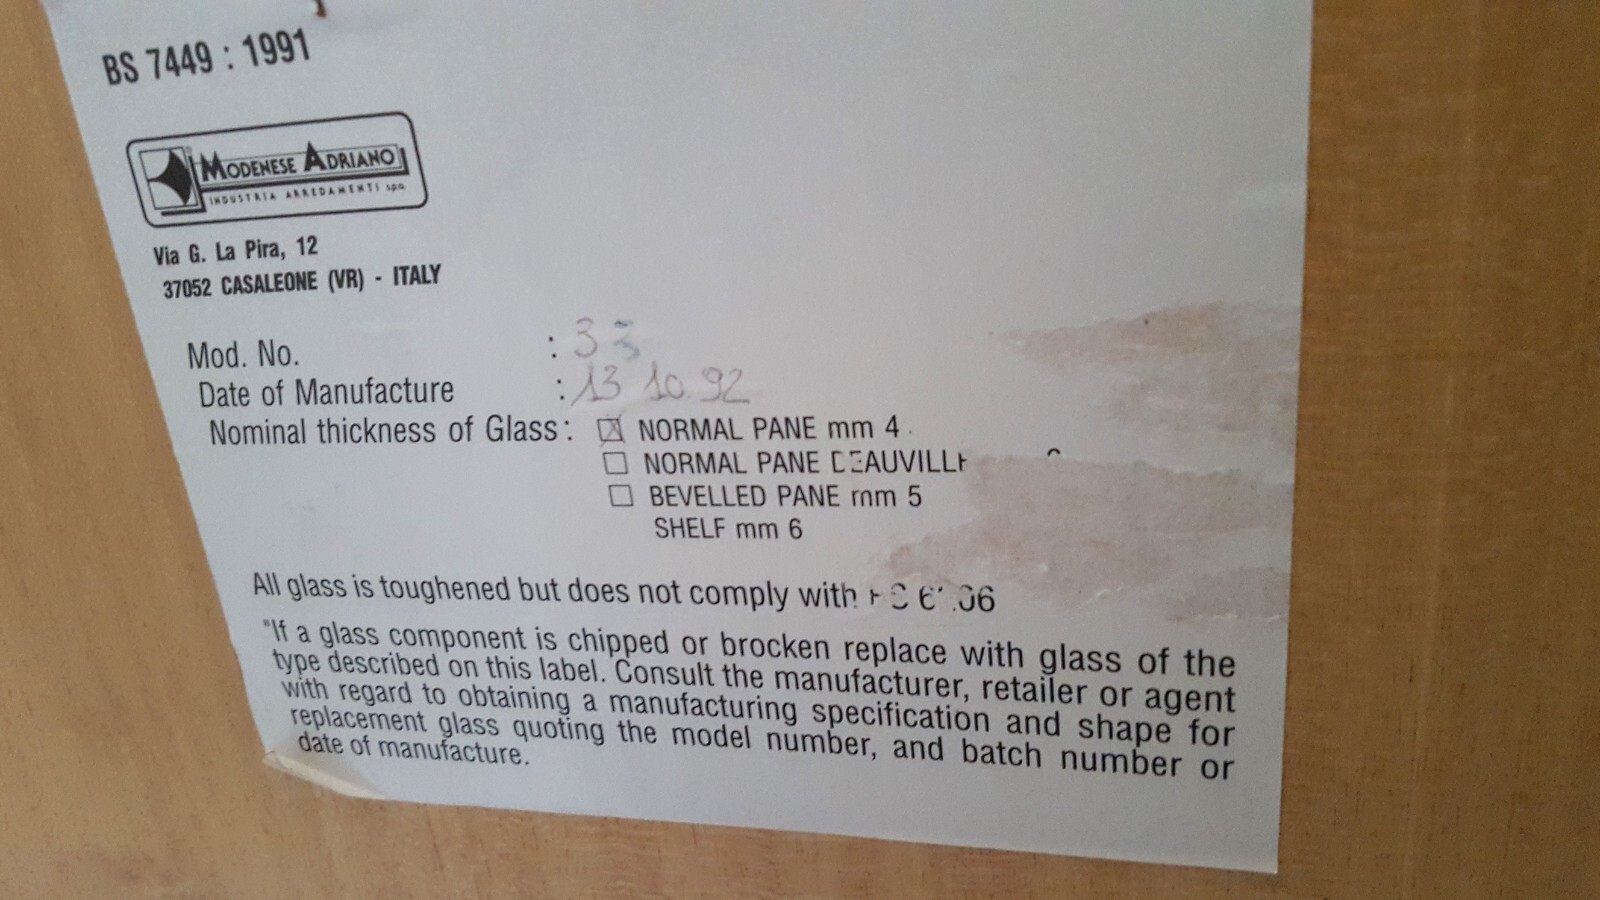 BS 7449 : 1991
MODENESE ADRIANO
INDUSTRIA ARREDAMENTI spa
Via G. La Pira, 12
37052 CASALEONE (VR) - ITALY
Mod. No. : 33
Date of Manufacture : 13 10.92
Nominal thickness of Glass : ☒ NORMAL PANE mm 4
☐ NORMAL PANE DEAUVILLE
☐ BEVELLED PANE mm 5
SHELF mm 6
All glass is toughened but does not comply with
"If a glass component is chipped or brocken replace with glass of the
type described on this label. Consult the manufacturer, retailer or agent
with regard to obtaining a manufacturing specification and shape for
replacement glass quoting the model number, and batch number or
date of manufacture.